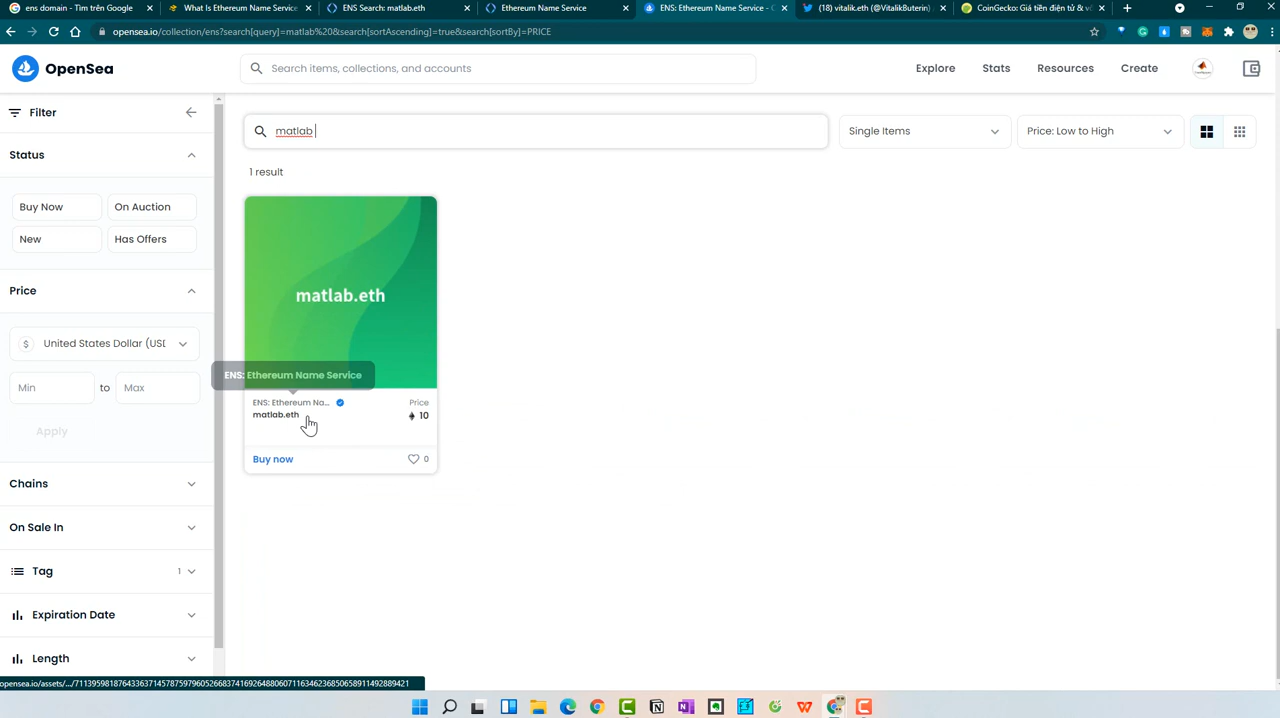 ens domain - Tìm trên Google
What Is Ethereum Name Service
ENS Search: matlab.eth
Ethereum Name Service
ENS: Ethereum Name Service - C
(18) vitalik.eth (@VitalikButerin)
CoinGecko: Giá tiền điện tử & v
opensea.io/collection/ens?search[query]=matlab%20&search[sortAscending]=true&search[sortBy]=PRICE
OpenSea
Search items, collections, and accounts
Explore
Stats
Resources
Create
Filter
matlab
Single Items
Price: Low to High
Status
1 result
Buy Now
On Auction
New
Has Offers
matlab.eth
Price
$
United States Dollar (USD
Min
to
Max
Apply
ENS: Ethereum Name Service
ENS: Ethereum Na...
Price
matlab.eth
10
Buy now
0
Chains
On Sale In
Tag
1
Expiration Date
Length